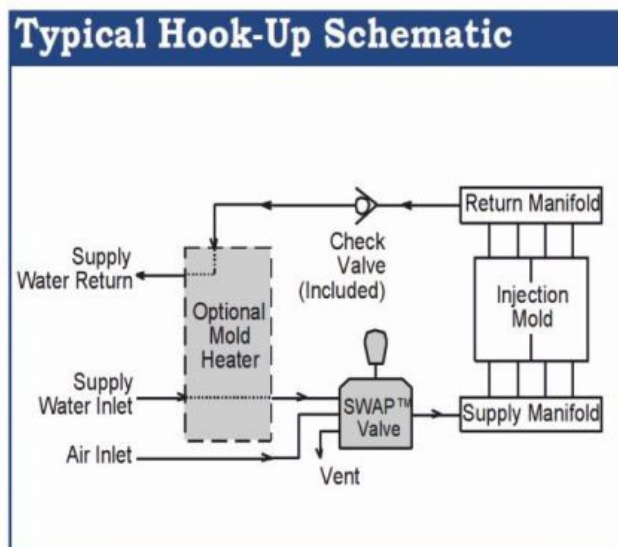 Typical Hook-Up Schematic
Return Manifold
Check
Valve
(Included)
Supply
Water Return
Optional
Mold
Heater
Injection
Mold
Supply
Water Inlet
SWAP™
Valve
Supply Manifold
Air Inlet
Vent